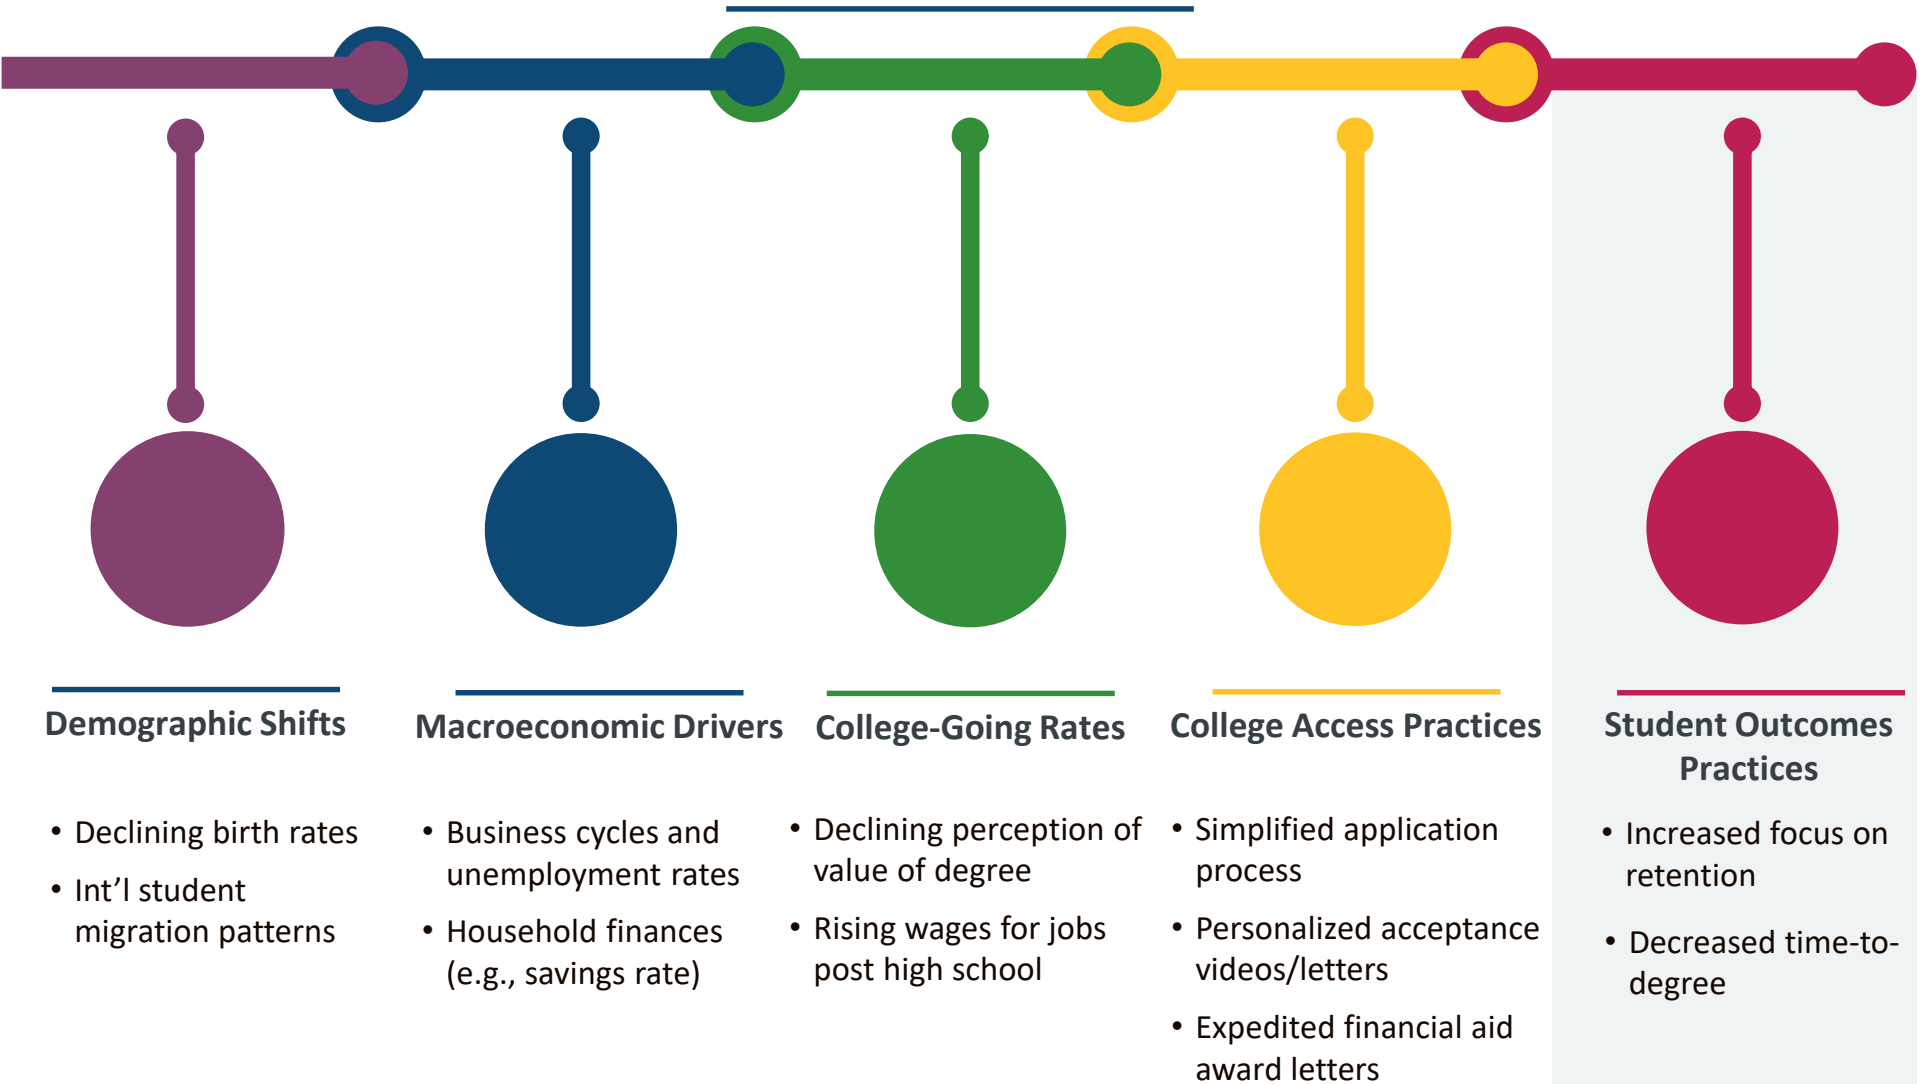 Demographic Shifts
• Declining birth rates
• Int’l student
migration patterns
Macroeconomic Drivers
• Business cycles and
unemployment rates
• Household finances
(e.g., savings rate)
College-Going Rates
• Declining perception of
value of degree
• Rising wages for jobs
post high school
College Access Practices
• Simplified application
process
• Personalized acceptance
videos/letters
• Expedited financial aid
award letters
Student Outcomes
Practices
• Increased focus on
retention
• Decreased time-to-
degree